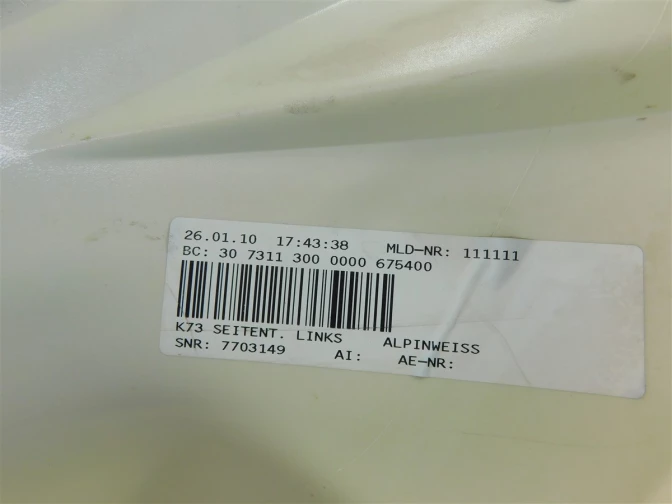 26.01.10 17:43:38 MLD-NR: 111111
BC: 30 7311 300 0000 675400
K73 SEITENT. LINKS ALPINWEISS
SNR: 7703149 AI: AE-NR: